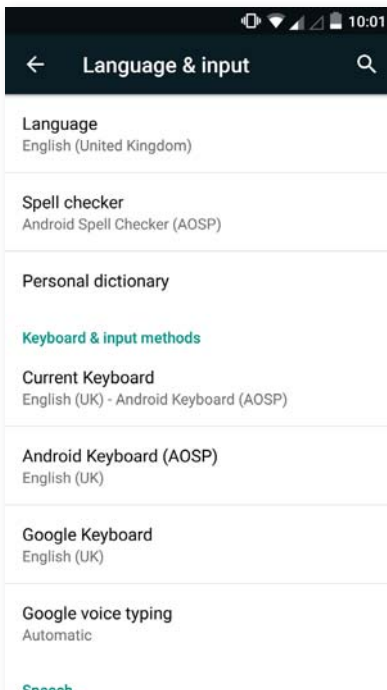 10:01
Language & input
Language
English (United Kingdom)
Spell checker
Android Spell Checker (AOSP)
Personal dictionary
Keyboard & input methods
Current Keyboard
English (UK) - Android Keyboard (AOSP)
Android Keyboard (AOSP)
English (UK)
Google Keyboard
English (UK)
Google voice typing
Automatic
Speech